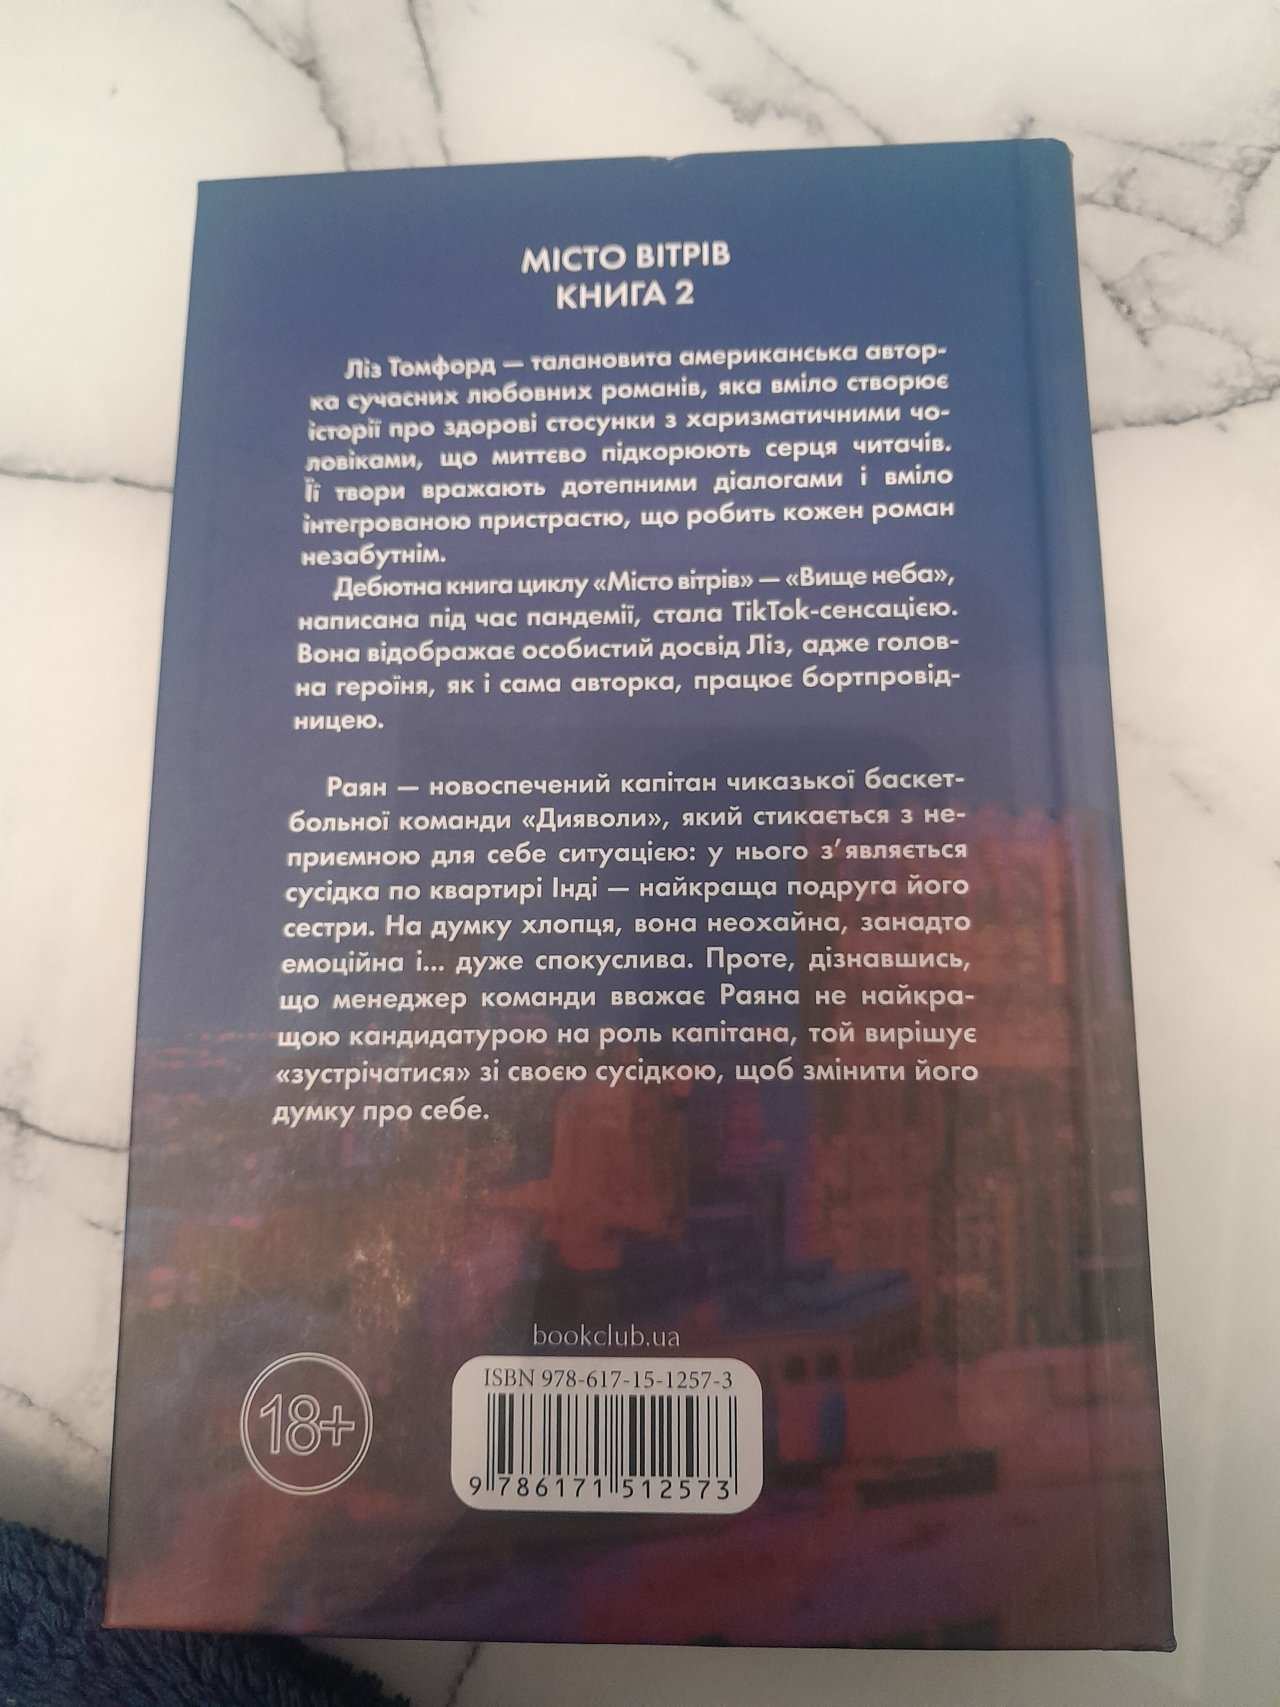 МІСТО ВІТРІВ
КНИГА 2
Ліз Томфорд — талановита американська автор-
ка сучасних любовних романів, яка вміло створює
історії про здорові стосунки з харизматичними чо-
ловіками, що миттєво підкорюють серця читачів.
Її твори вражають дотепними діалогами і вміло
інтегрованою пристрастю, що робить кожен роман
незабутнім.
Дебютна книга циклу «Місто вітрів» — «Вище неба»,
написана під час пандемії, стала TikTok-сенсацією.
Вона відображає особистий досвід Ліз, адже голов-
на героїня, як і сама авторка, працює бортпровід-
ницею.
Раян — новоспечений капітан чиказької баскет-
больної команди «Дияволи», який стикається з не-
приємною для себе ситуацією: у нього з’являється
сусідка по квартирі Інді — найкраща подруга його
сестри. На думку хлопця, вона неохайна, занадто
емоційна і... дуже спокуслива. Проте, дізнавшись,
що менеджер команди вважає Раяна не найкра-
щою кандидатурою на роль капітана, той вирішує
«зустрічатися» зі своєю сусідкою, щоб змінити його
думку про себе.
bookclub.ua
18+
ISBN 978-617-15-1257-3
9 786171 512573